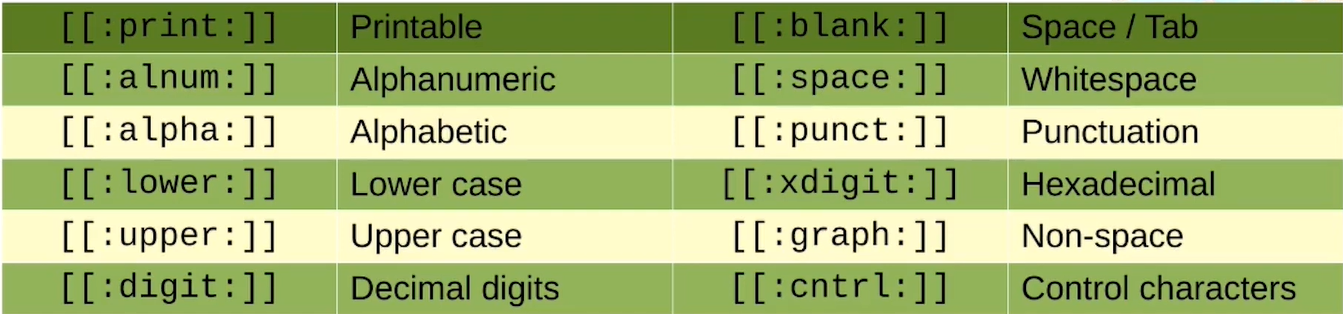 [[:print:]] Printable [[:blank:]] Space / Tab
[[:alnum:]] Alphanumeric [[:space:]] Whitespace
[[:alpha:]] Alphabetic [[:punct:]] Punctuation
[[:lower:]] Lower case [[:xdigit:]] Hexadecimal
[[:upper:]] Upper case [[:graph:]] Non-space
[[:digit:]] Decimal digits [[:cntrl:]] Control characters